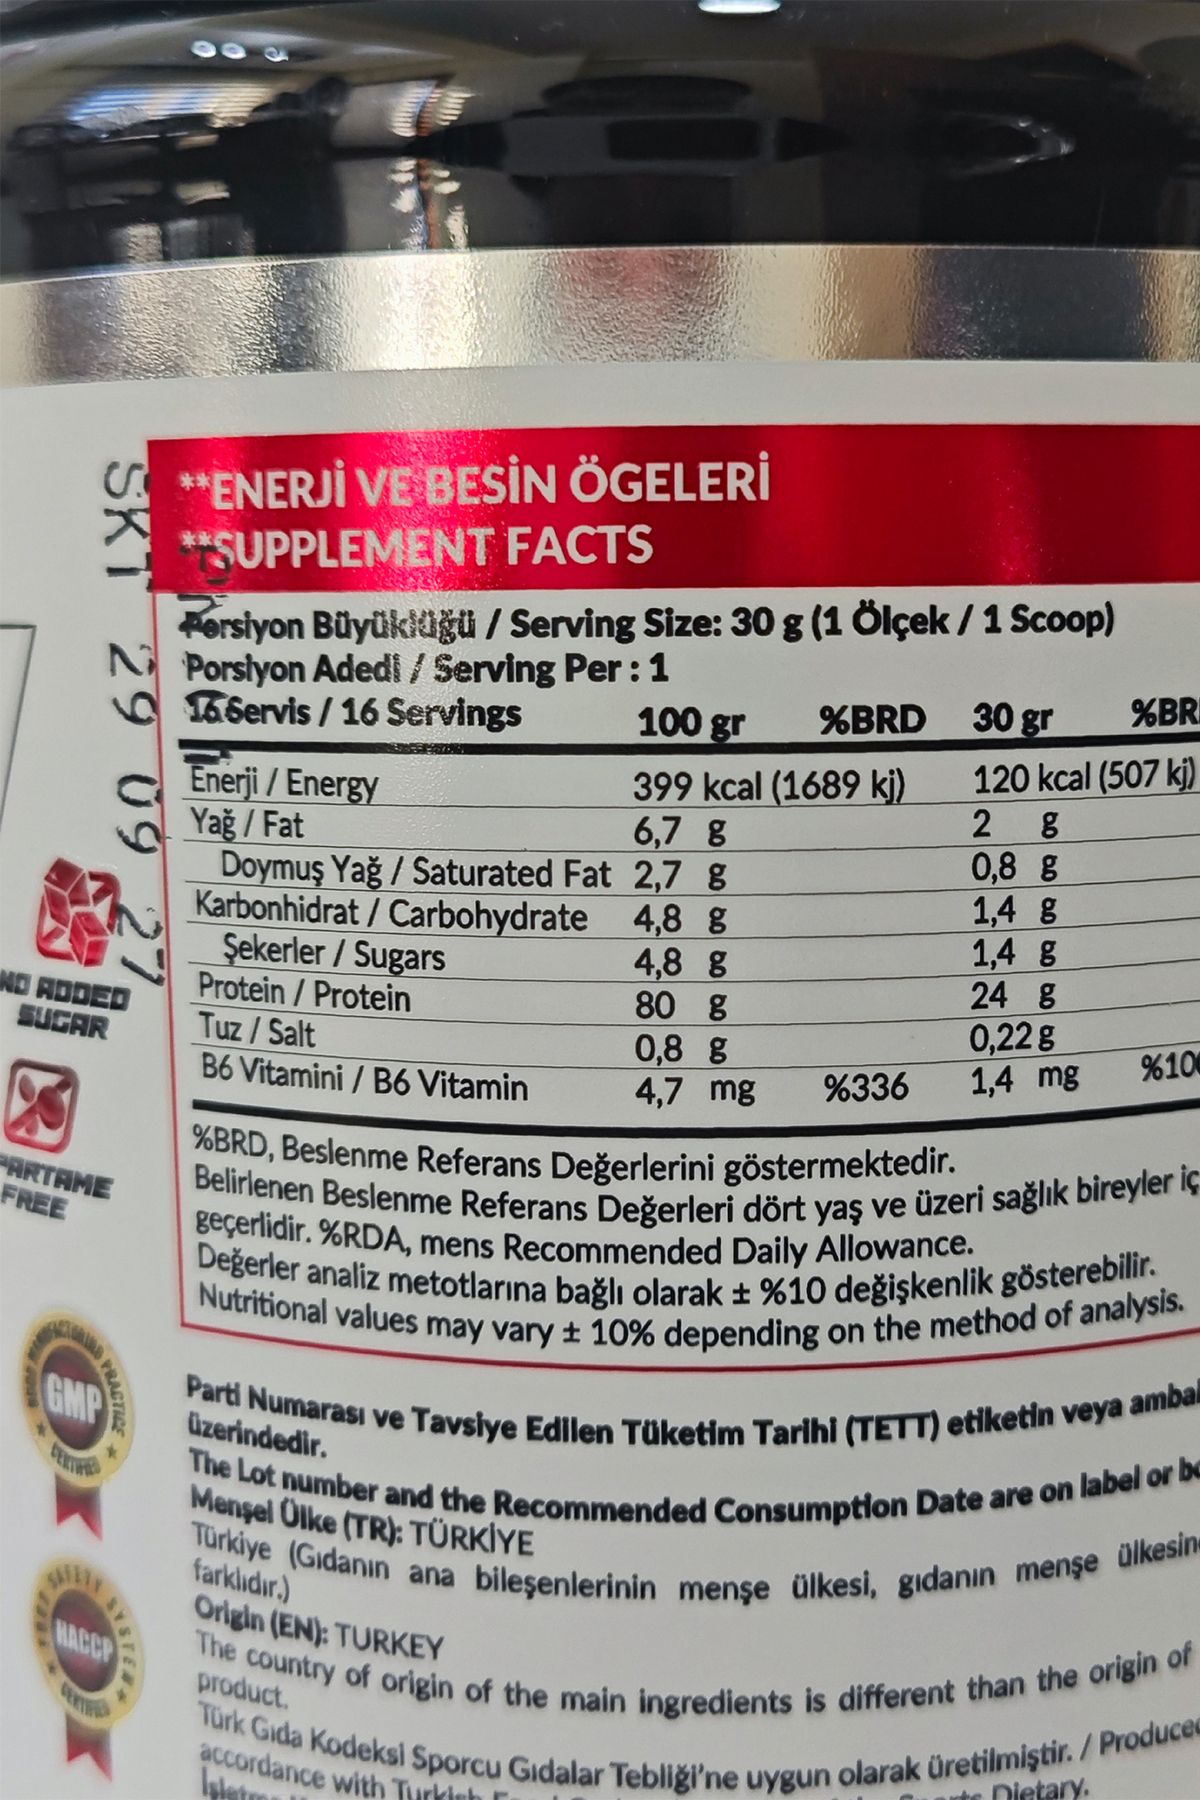 **ENERJİ VE BESİN ÖGELERİ
**SUPPLEMENT FACTS
Porsiyon Büyüklüğü / Serving Size: 30 g (1 Ölçek / 1 Scoop)
Porsiyon Adedi / Serving Per : 1
16 Servis / 16 Servings 100 gr %BRD 30 gr
Enerji / Energy 399 kcal (1689 kj) 120 kcal (507 kj)
Yağ / Fat 6,7 g 2 g
Doymuş Yağ / Saturated Fat 2,7 g 0,8 g
Karbonhidrat / Carbohydrate 4,8 g 1,4 g
Şekerler / Sugars 4,8 g 1,4 g
Protein / Protein 80 g 24 g
Tuz / Salt 0,8 g 0,22 g
B6 Vitamini / B6 Vitamin 4,7 mg %336 1,4 mg
%BRD, Beslenme Referans Değerlerini göstermektedir.
Belirlenen Beslenme Referans Değerleri dört yaş ve üzeri sağlık bireyler
geçerlidir. %RDA, mens Recommended Daily Allowance.
Değerler analiz metotlarına bağlı olarak ± %10 değişkenlik gösterebilir.
Nutritional values may vary ± 10% depending on the method of analysis.
Parti Numarası ve Tavsiye Edilen Tüketim Tarihi (TETT) etiketin veya
üzerindedir.
The Lot number and the Recommended Consumption Date are on label or
Menşei Ülke (TR): TÜRKİYE
Türkiye (Gıdanın ana bileşenlerinin menşe ülkesi, gıdanın menşe
farklıdır.)
Origin (EN): TURKEY
The country of origin of the main ingredients is different than the origin of
product.
Türk Gıda Kodeksi Sporcu Gıdalar Tebliği'ne uygun olarak üretilmiştir. /
accordance with
Dietary.
SKT 29 09 27
NO ADDED
SUGAR
FREE
GMP
CERTIFIED
HACCP
CERTIFIED